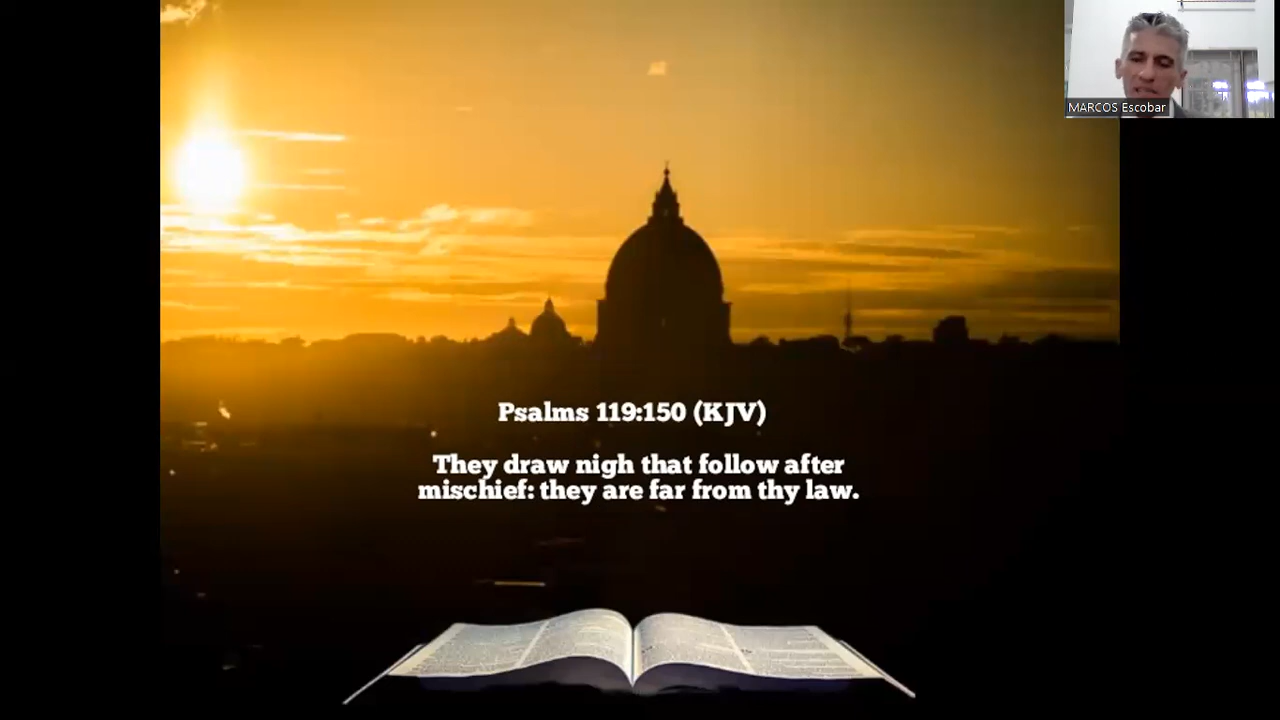 MARCOS Escobar
Psalms 119:150 (KJV)
They draw nigh that follow after
mischief: they are far from thy law.